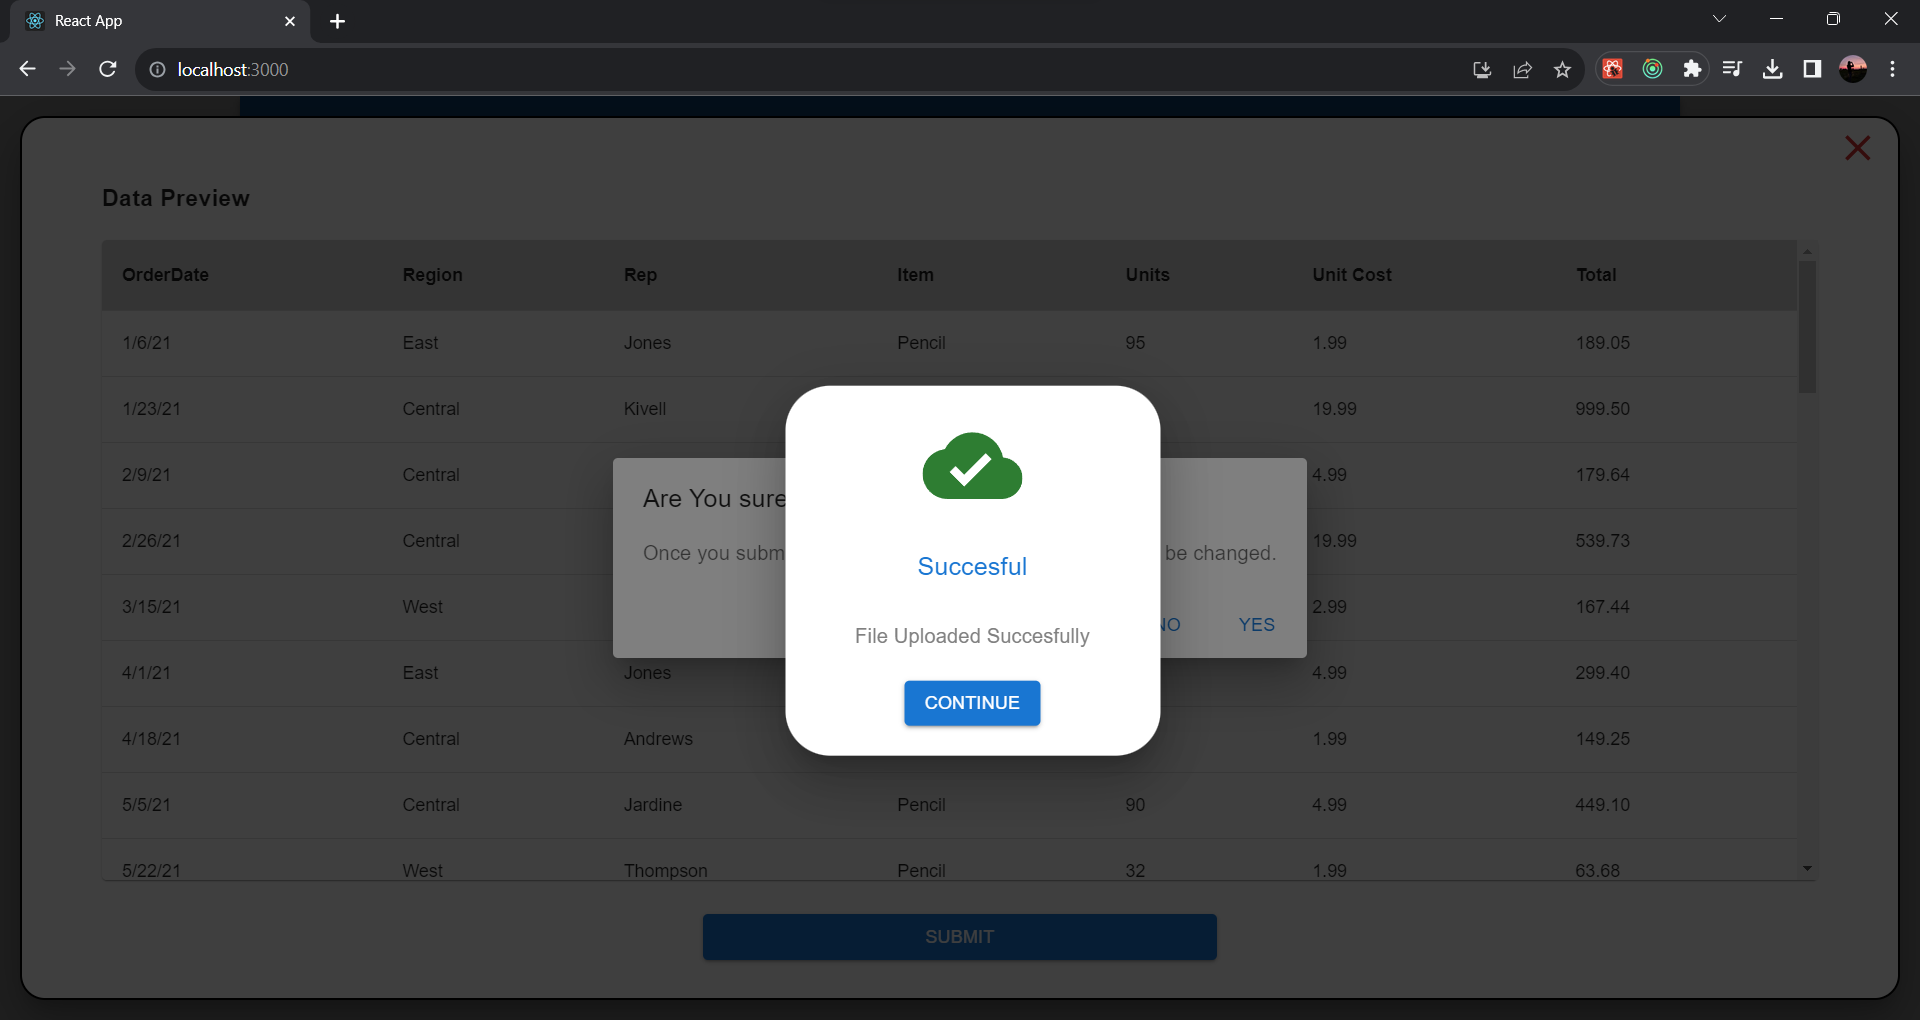 React App
localhost:3000
Data Preview
OrderDate Region Rep Item Units Unit Cost Total
1/6/21 East Jones Pencil 95 1.99 189.05
1/23/21 Central Kivell 19.99 999.50
2/9/21 Central 4.99 179.64
2/26/21 Central 19.99 539.73
3/15/21 West 2.99 167.44
4/1/21 East Jones 4.99 299.40
4/18/21 Central Andrews 1.99 149.25
5/5/21 Central Jardine Pencil 90 4.99 449.10
5/22/21 West Thompson Pencil 32 1.99 63.68
Are You sure
Once you subm be changed.
NO YES
Succesful
File Uploaded Succesfully
CONTINUE
SUBMIT